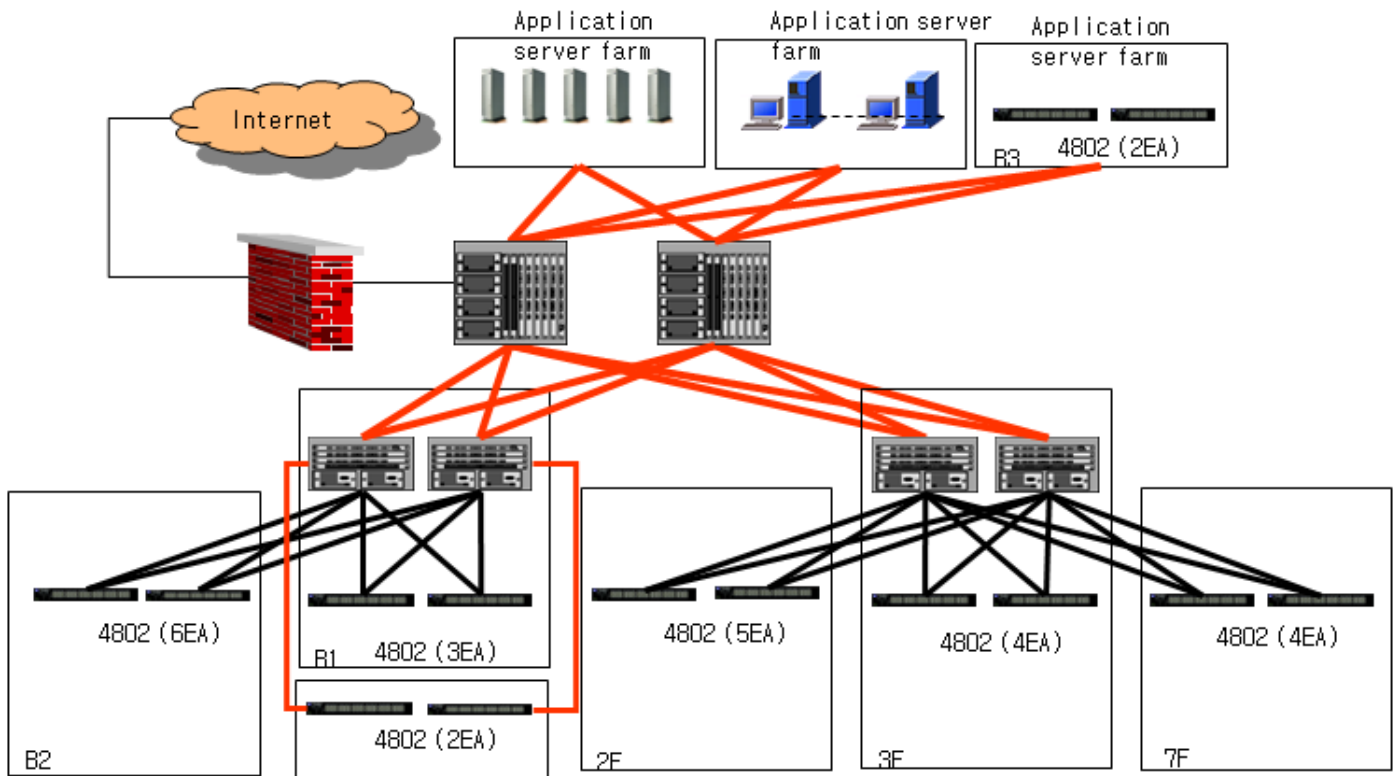 Application
server farm
Application server
farm
Application
server farm
Internet
4802 (2EA)
B3
4802 (6EA)
4802 (3EA)
B1
4802 (5EA)
4802 (4EA)
4802 (4EA)
4802 (2EA)
B2
2F
3F
7F